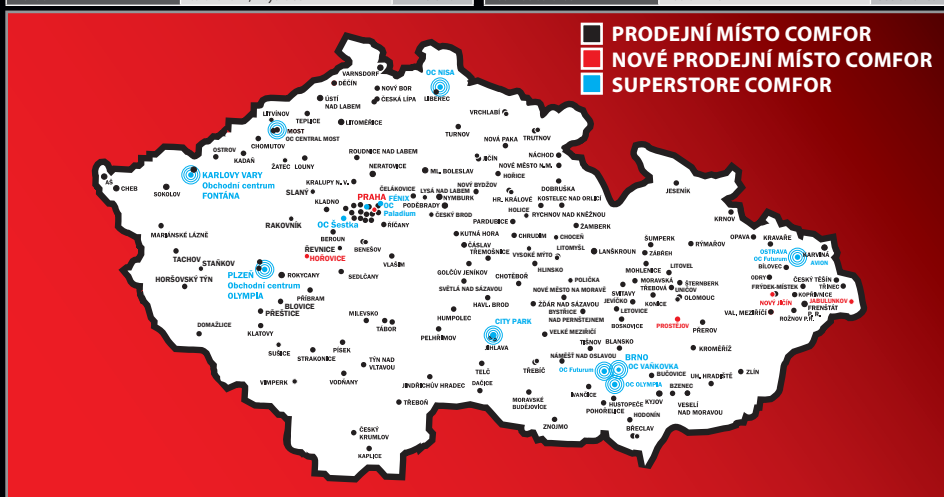 PRODEJNÍ MÍSTO COMFOR
NOVÉ PRODEJNÍ MÍSTO COMFOR
SUPERSTORE COMFOR
VARNSDORF
DĚČÍN
OC NISA
LIBEREC
NOVÝ BOR
ČESKÁ LÍPA
ÚSTÍ
NAD LABEM
LITVÍNOV
TEPLICE
LITOMĚŘICE
MOST
OC CENTRAL MOST
CHOMUTOV
VRCHLABÍ
TURNOV
TRUTNOV
NOVÁ PAKA
OSTROV
KADAŇ
ŽATEC
LOUNY
ROUDNICE NAD LABEM
NERATOVICE
ML. BOLESLAV
JIČÍN
HOŘICE
NOVÉ MĚSTO N.M.
NÁCHOD
AŠ
CHEB
SOKOLOV
KARLOVY VARY
Obchodní centrum
FONTÁNA
SLANÝ
KRALUPY N. V.
KLADNO
ČELÁKOVICE
LYSÁ NAD LABEM
NOVÝ BYDŽOV
NYMBURK
PODĚBRADY
HR. KRÁLOVÉ
DOBRUŠKA
KOSTELEC NAD ORLICÍ
JESENÍK
PRAHA
FÉNIX
OC
Paladium
OC Šestka
ČESKÝ BROD
HOLICE
RYCHNOV NAD KNĚŽNOU
PARDUBICE
ŽAMBERK
KRNOV
RAKOVNÍK
ŘÍČANY
BEROUN
BENEŠOV
KUTNÁ HORA
CHRUDIM
CHOCEŇ
MARIÁNSKÉ LÁZNĚ
ŘEVNICE
HOŘOVICE
VLAŠIM
ČÁSLAV
TŘEMOŠNICE
VYSOKÉ MÝTO
LITOMYŠL
LANŠKROUN
ŠUMPERK
ZÁBŘEH
RÝMAŘOV
OPAVA
KRAVAŘE
OSTRAVA
OC Futurum
AVION
KARVINÁ
TACHOV
STAŇKOV
HORŠOVSKÝ TÝN
PLZEŇ
Obchodní centrum
OLYMPIA
ROKYCANY
SEDLČANY
GOLČŮV JENÍKOV
SVĚTLÁ NAD SÁZAVOU
CHOTĚBOŘ
HLINSKO
POLIČKA
MOHELNICE
LITOVEL
MORAVSKÁ
TŘEBOVÁ
UNIČOV
ŠTERNBERK
BÍLOVEC
ODRY
ČESKÝ TĚŠÍN
FRÝDEK-MÍSTEK
TŘINEC
PŘÍBRAM
BLOVICE
PŘEŠTICE
HAVL. BROD
NOVÉ MĚSTO NA MORAVĚ
SVITAVY
JEVÍČKO
KONICE
OLOMOUC
NOVÝ JIČÍN
KOPŘIVNICE
JABLUNKOV
FRENŠTÁT
P. R.
VAL. MEZIŘÍČÍ
ROŽNOV P.R.
ŽĎÁR NAD SÁZAVOU
BYSTŘICE
NAD PERNŠTEJNEM
LETOVICE
BOSKOVICE
PROSTĚJOV
PŘEROV
HUMPOLEC
MILEVSKO
TÁBOR
PELHŘIMOV
CITY PARK
JIHLAVA
VELKÉ MEZIŘÍČÍ
DOMAŽLICE
KLATOVY
SUŠICE
STRAKONICE
PÍSEK
TÝN NAD
VLTAVOU
TIŠNOV
BLANSKO
KROMĚŘÍŽ
NÁMĚŠŤ NAD OSLAVOU
BRNO
OC VAŇKOVKA
OC Futurum
OC OLYMPIA
TELČ
TŘEBÍČ
BUČOVICE
UH. HRADIŠTĚ
ZLÍN
VIMPERK
VODŇANY
JINDŘICHŮV HRADEC
DAČICE
MORAVSKÉ
BUDĚJOVICE
IVANČICE
POHOŘELICE
HUSTOPEČE
KYJOV
BZENEC
VESELÍ
NAD MORAVOU
TŘEBOŇ
ZNOJMO
HODONÍN
BŘECLAV
ČESKÝ
KRUMLOV
KAPLICE